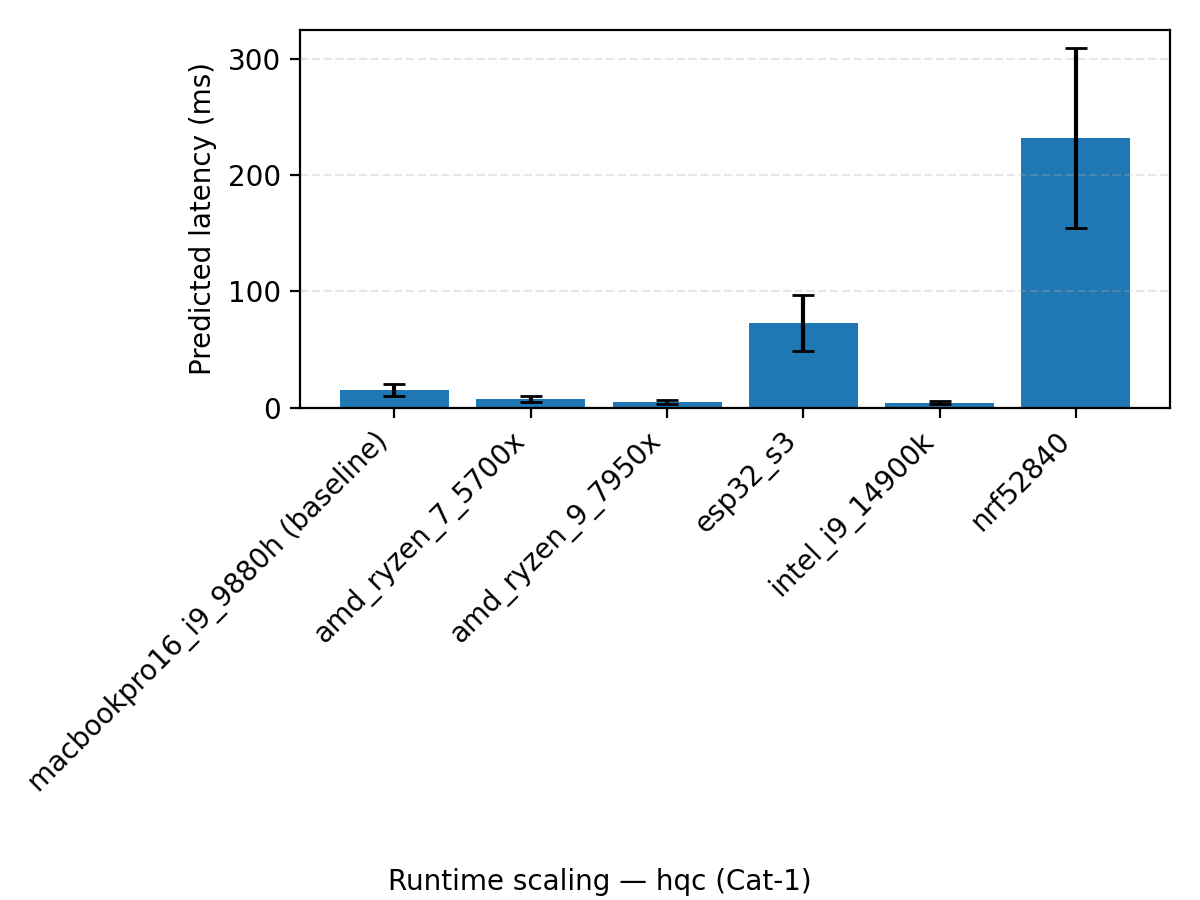 Predicted latency (ms)
300
200
100
0
macbookpro16_i9_9880h (baseline)
amd_ryzen_7_5700x
amd_ryzen_9_7950x
esp32_s3
intel_i9_14900k
nrf52840
Runtime scaling — hqc (Cat-1)